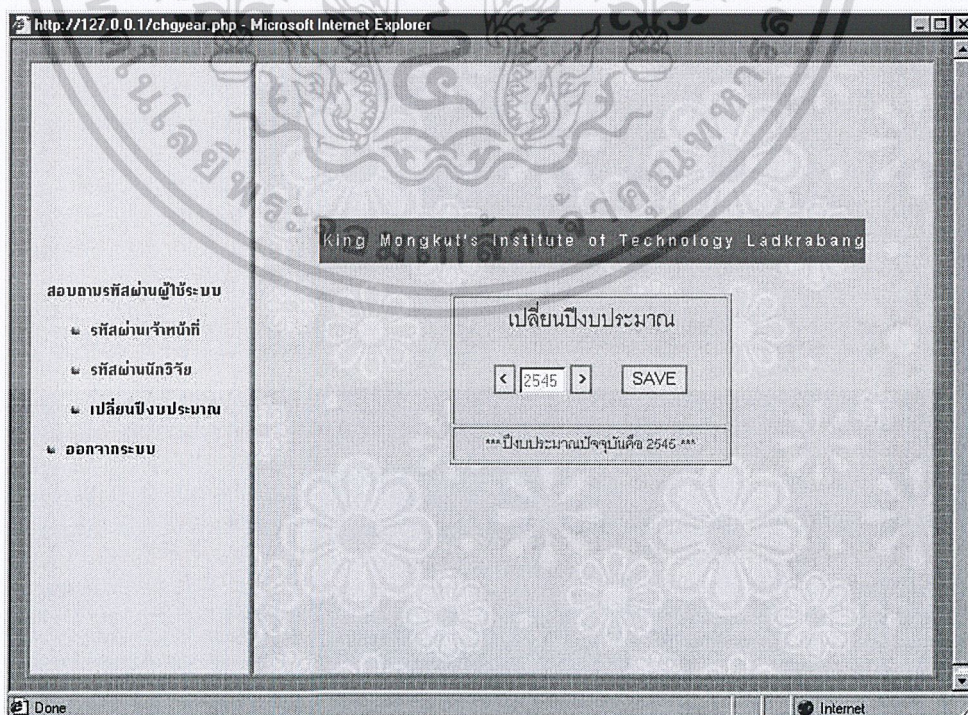 http://127.0.0.1/chgyear.php - Microsoft Internet Explorer
สอบถามรหัสผ่านผู้ใช้ระบบ
รหัสผ่านเจ้าหน้าที่
รหัสผ่านนักวิจัย
เปลี่ยนปีงบประมาณ
ออกจากระบบ
King Mongkut's Institute of Technology Ladkrabang
เปลี่ยนปีงบประมาณ
< 2545 > SAVE
*** ปีงบประมาณปัจจุบันคือ 2545 ***
Done
Internet